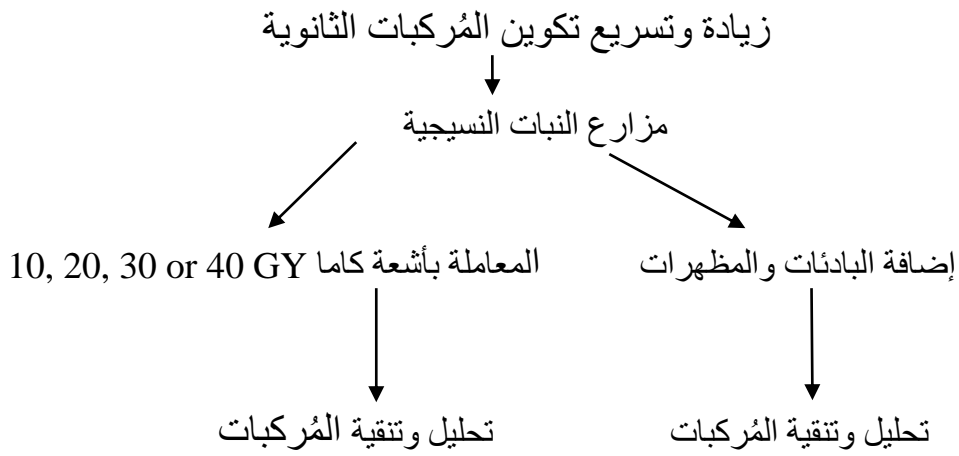 زيادة وتسريع تكوين المُركبات الثانوية
مزارع النبات النسيجية
إضافة البادئات والمظهرات
المعاملة بأشعة كاما 10, 20, 30 or 40 GY
تحليل وتنقية المُركبات
تحليل وتنقية المُركبات